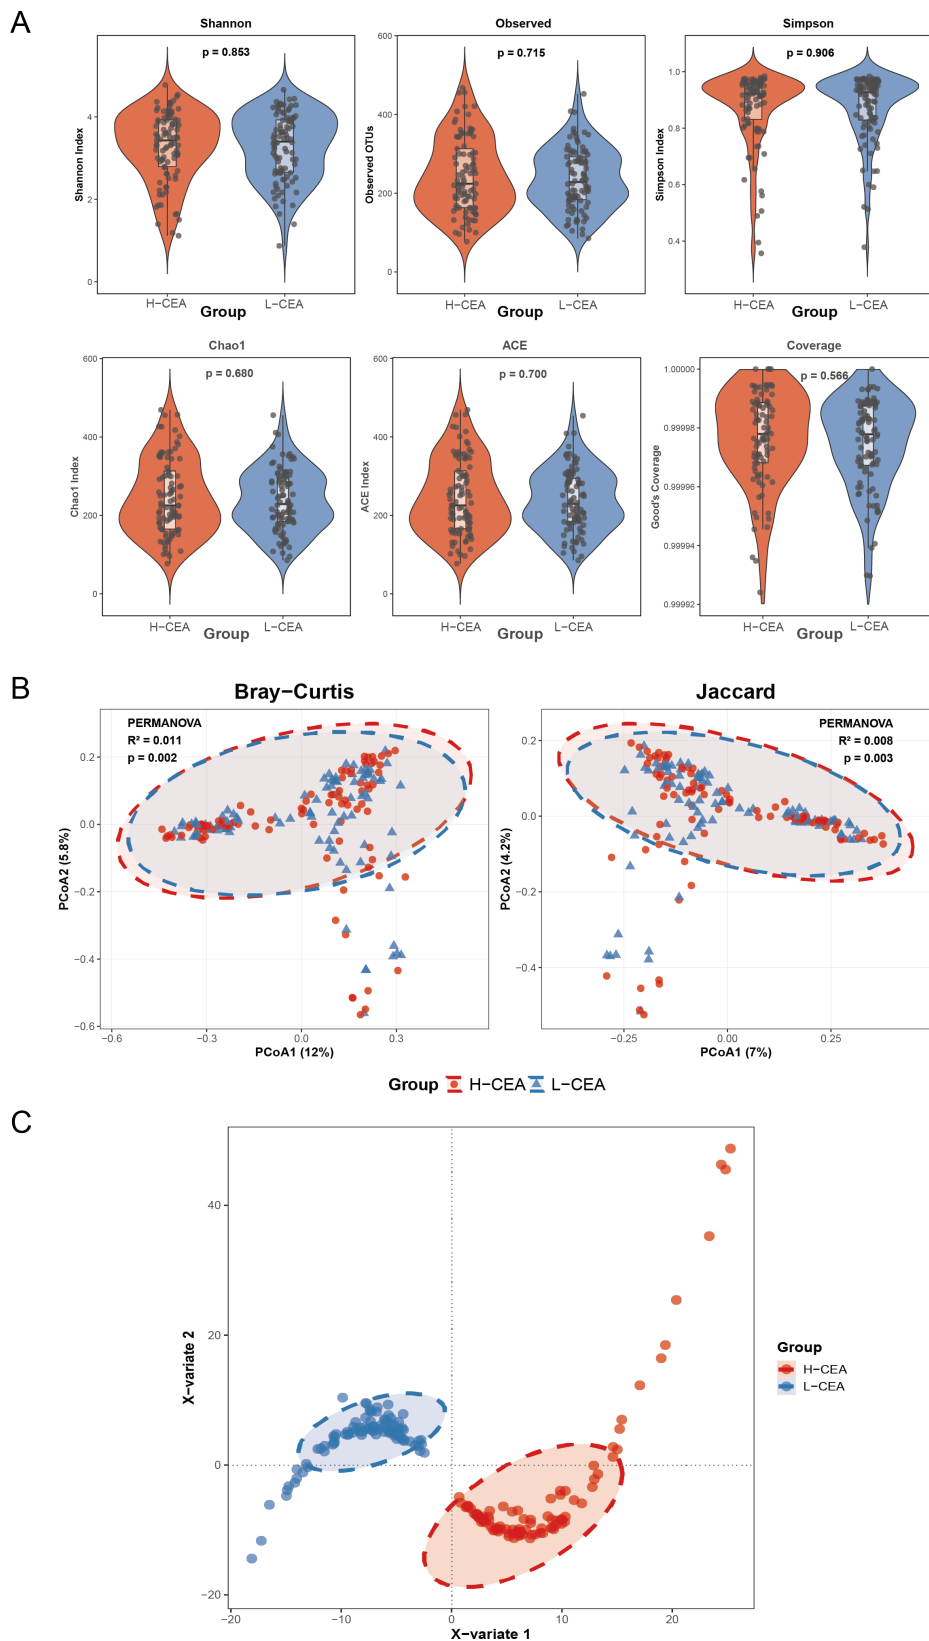 A
Shannon
Observed
Simpson
p = 0.853
p = 0.715
p = 0.906
Shannon Index
4
2
0
Observed OTUs
600
400
200
0
Simpson Index
1.0
0.8
0.6
0.4
H−CEA
L−CEA
Group
H−CEA
L−CEA
Group
H−CEA
L−CEA
Group
Chao1
ACE
Coverage
p = 0.680
p = 0.700
p = 0.566
Chao1 Index
600
400
200
0
ACE Index
600
400
200
0
Good's Coverage
1.00000
0.99998
0.99996
0.99994
0.99992
H−CEA
L−CEA
Group
H−CEA
L−CEA
Group
H−CEA
L−CEA
Group
B
Bray−Curtis
PERMANOVA
R² = 0.011
p = 0.002
PCoA2 (5.8%)
0.2
0.0
−0.2
−0.4
−0.6
−0.6
−0.3
0.0
0.3
PCoA1 (12%)
Jaccard
PERMANOVA
R² = 0.008
p = 0.003
PCoA2 (4.2%)
0.2
0.0
−0.2
−0.4
−0.25
0.00
0.25
PCoA1 (7%)
Group H−CEA L−CEA
C
X−variate 2
40
20
0
−20
−20
−10
0
10
20
X−variate 1
Group
H−CEA
L−CEA